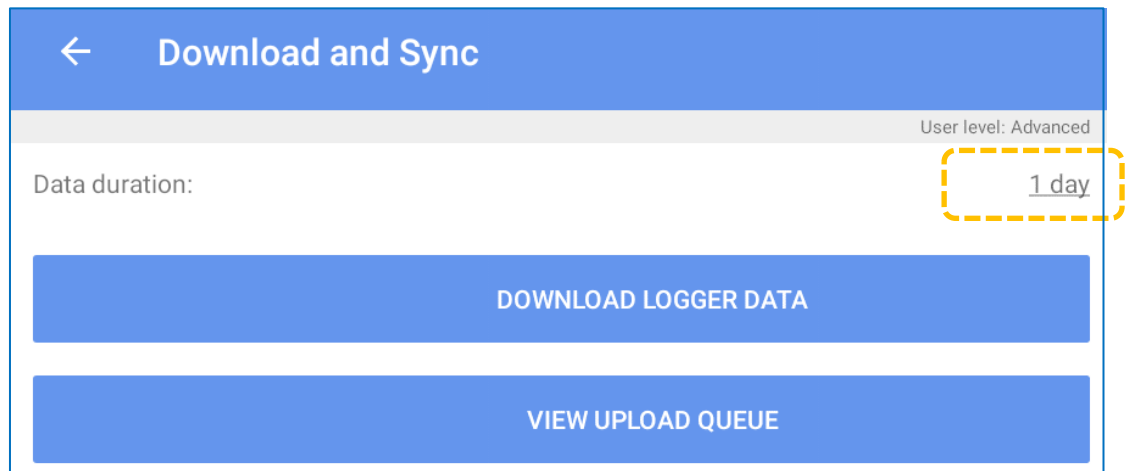 Download and Sync
User level: Advanced
Data duration: 1 day
DOWNLOAD LOGGER DATA
VIEW UPLOAD QUEUE